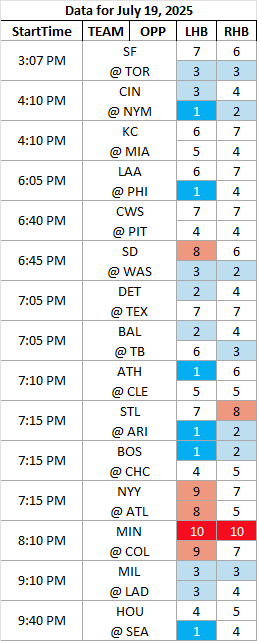 Data for July 19, 2025
StartTime TEAM OPP LHB RHB
3:07 PM SF 7 6
@ TOR 3 3
4:10 PM CIN 3 4
@ NYM 1 2
4:10 PM KC 6 7
@ MIA 5 4
6:05 PM LAA 6 7
@ PHI 1 4
6:40 PM CWS 7 7
@ PIT 4 4
6:45 PM SD 8 6
@ WAS 3 2
7:05 PM DET 2 4
@ TEX 7 7
7:05 PM BAL 2 4
@ TB 6 3
7:10 PM ATH 1 6
@ CLE 5 5
7:15 PM STL 7 8
@ ARI 1 2
7:15 PM BOS 1 2
@ CHC 4 5
7:15 PM NYY 9 7
@ ATL 8 5
8:10 PM MIN 10 10
@ COL 9 7
9:10 PM MIL 3 3
@ LAD 3 4
9:40 PM HOU 4 5
@ SEA 1 4